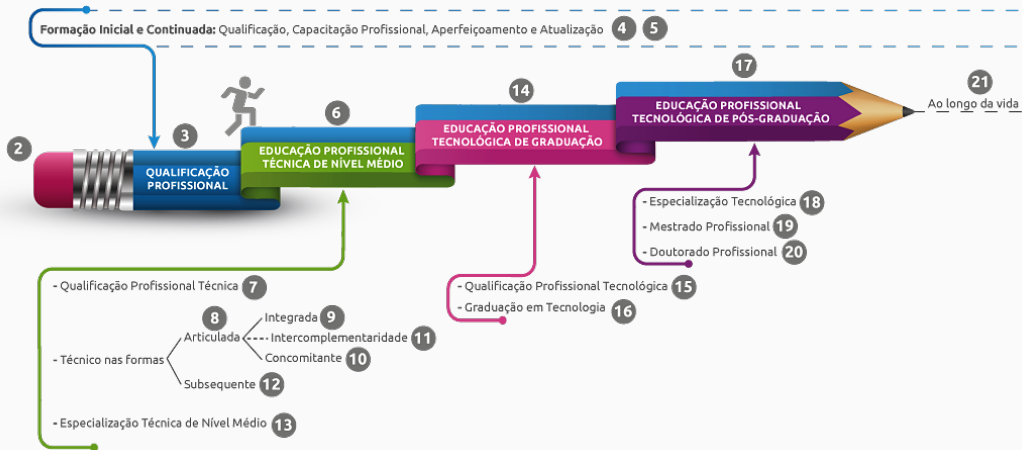 Formação Inicial e Continuada: Qualificação, Capacitação Profissional, Aperfeiçoamento e Atualização 4 5
2
3
QUALIFICAÇÃO
PROFISSIONAL
6
EDUCAÇÃO PROFISSIONAL
TÉCNICA DE NÍVEL MÉDIO
14
EDUCAÇÃO PROFISSIONAL
TECNOLÓGICA DE GRADUAÇÃO
17
EDUCAÇÃO PROFISSIONAL
TECNOLÓGICA DE PÓS-GRADUAÇÃO
21
Ao longo da vida
- Qualificação Profissional Técnica 7
- Técnico nas formas
8
Articulada
Integrada 9
Intercomplementaridade 11
Concomitante 10
Subsequente 12
- Especialização Técnica de Nível Médio 13
- Qualificação Profissional Tecnológica 15
- Graduação em Tecnologia 16
- Especialização Tecnológica 18
- Mestrado Profissional 19
- Doutorado Profissional 20